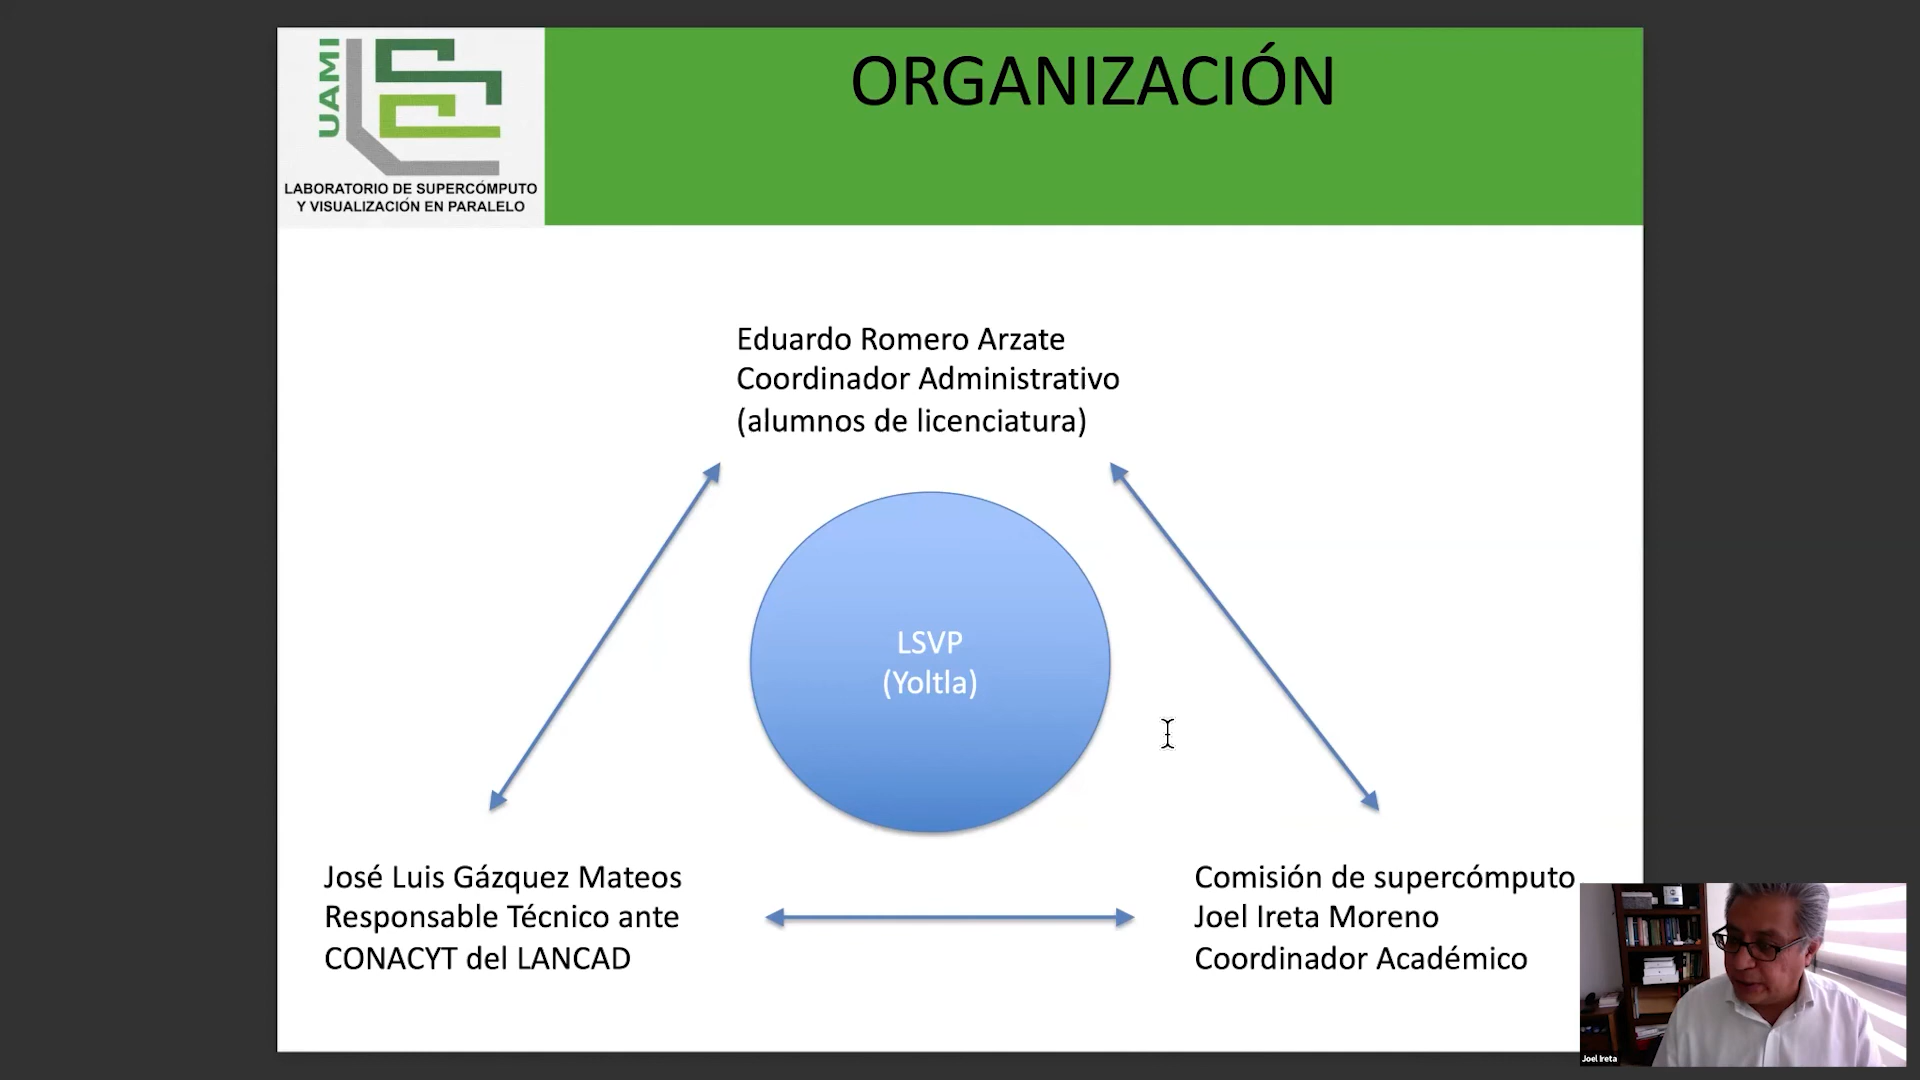 UAMI
LABORATORIO DE SUPERCÓMPUTO
Y VISUALIZACIÓN EN PARALELO
ORGANIZACIÓN
Eduardo Romero Arzate
Coordinador Administrativo
(alumnos de licenciatura)
LSVP
(Yoltla)
José Luis Gázquez Mateos
Responsable Técnico ante
CONACYT del LANCAD
Comisión de supercómputo
Joel Ireta Moreno
Coordinador Académico
Joel Ireta